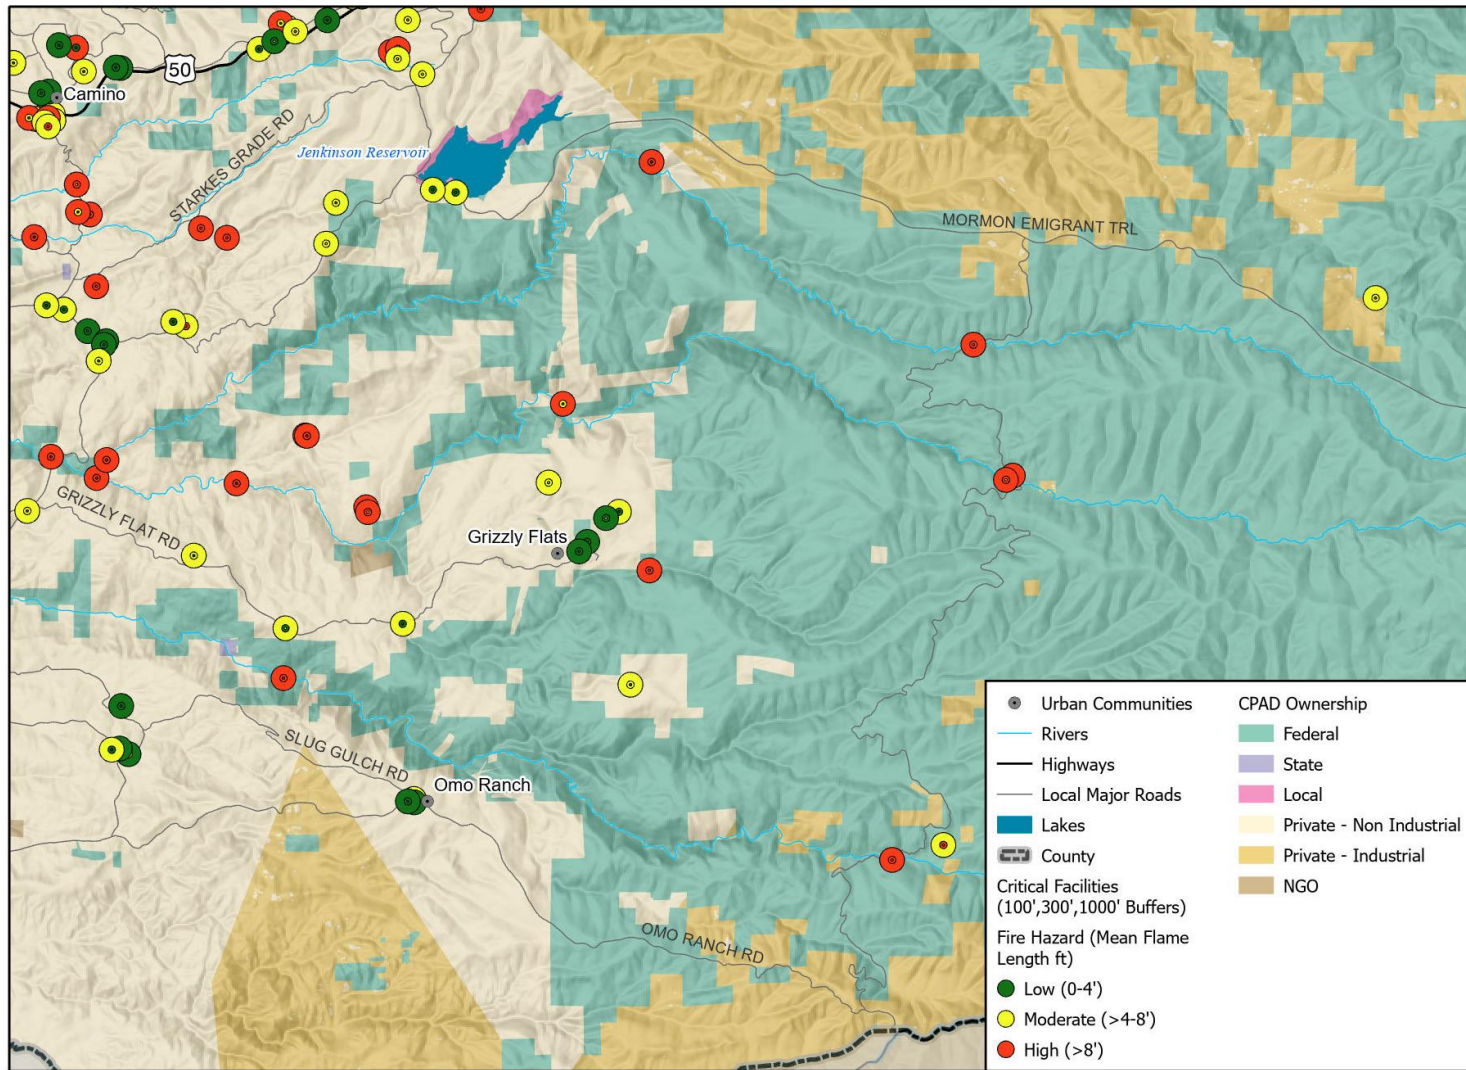 50
Camino
STARKES GRADE RD
Jenkinson Reservoir
MORMON EMIGRANT TRL
GRIZZLY FLAT RD
Grizzly Flats
SLUG GULCH RD
Omo Ranch
OMO RANCH RD
Urban Communities
Rivers
Highways
Local Major Roads
Lakes
County
Critical Facilities
(100',300',1000' Buffers)
Fire Hazard (Mean Flame
Length ft)
Low (0-4')
Moderate (>4-8')
High (>8')
CPAD Ownership
Federal
State
Local
Private - Non Industrial
Private - Industrial
NGO